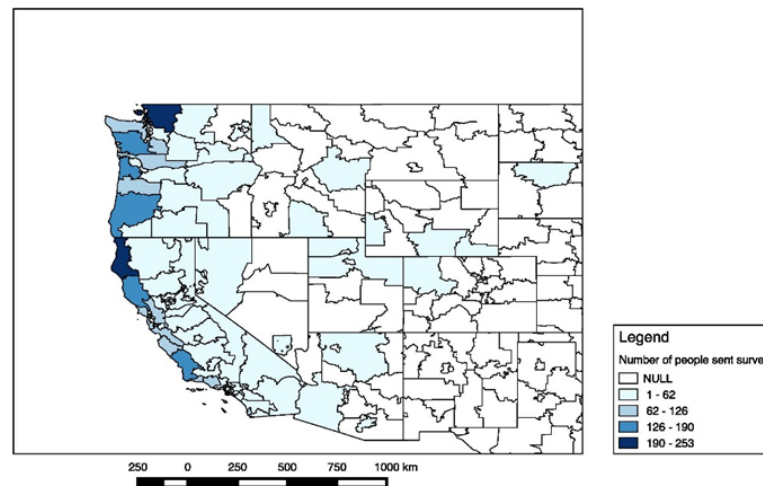 Legend
Number of people sent survey
NULL
1 - 62
62 - 126
126 - 190
190 - 253
250 0 250 500 750 1000 km